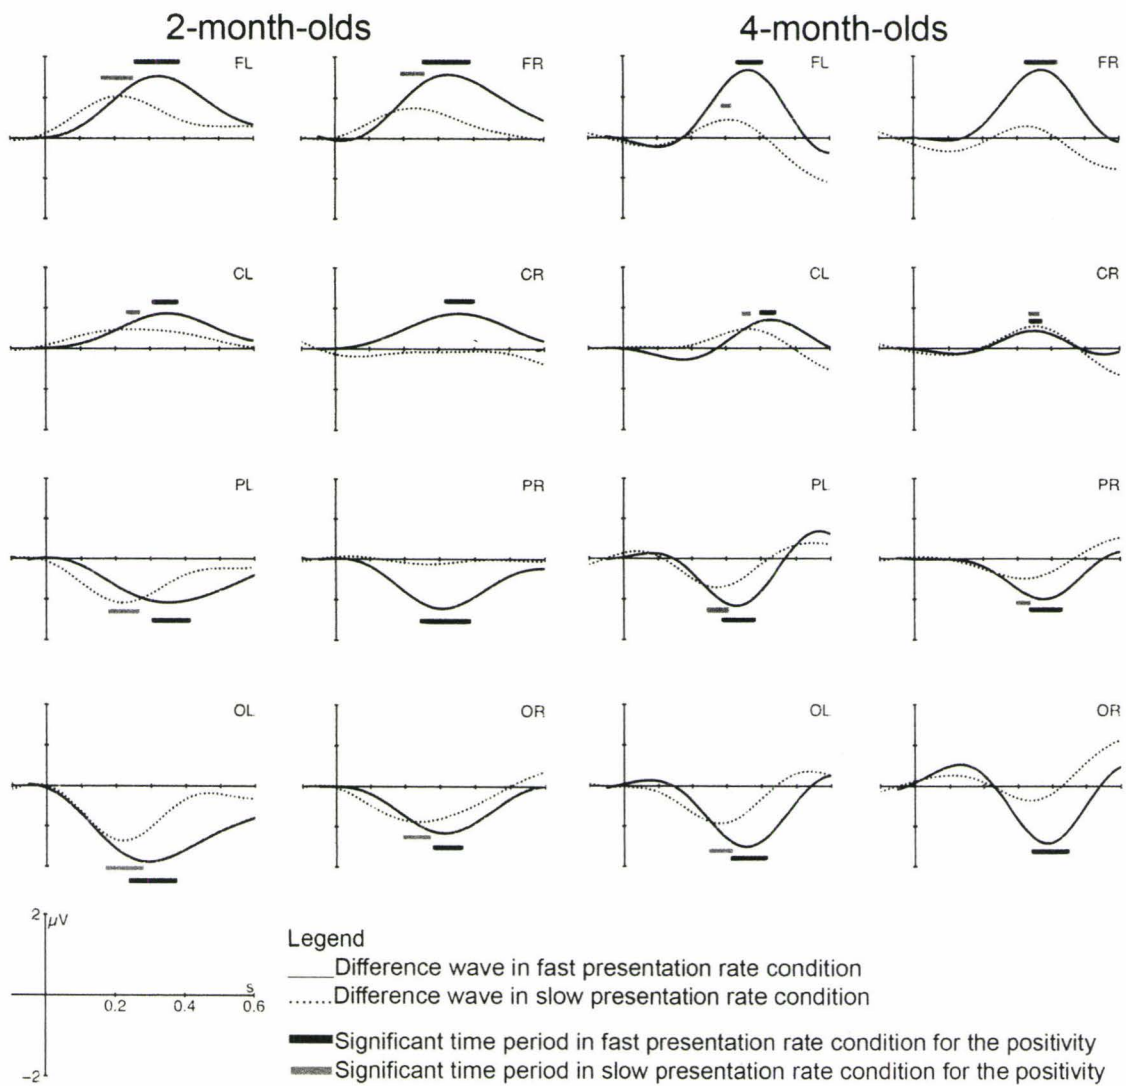 2-month-olds 4-month-olds
FL FR FL FR
CL CR CL CR
PL PR PL PR
OL OR OL OR
2 µV
s
0.2 0.4 0.6
−2
Legend
Difference wave in fast presentation rate condition
Difference wave in slow presentation rate condition
Significant time period in fast presentation rate condition for the positivity
Significant time period in slow presentation rate condition for the positivity